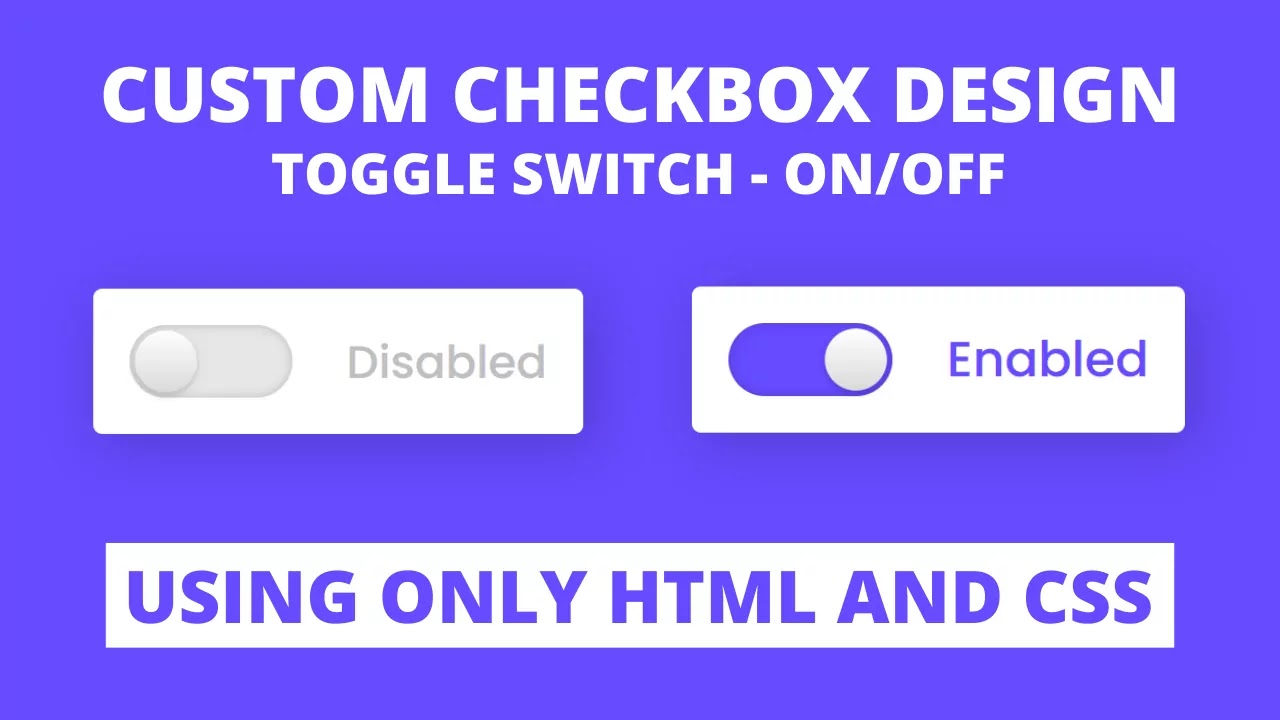 CUSTOM CHECKBOX DESIGN
TOGGLE SWITCH - ON/OFF
Disabled
Enabled
USING ONLY HTML AND CSS